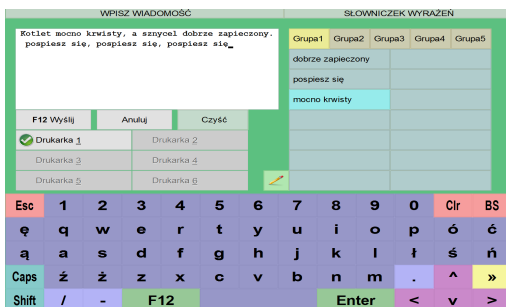 WPISZ WIADOMOŚĆ
SŁOWNICZEK WYRAŻEŃ
Kotlet mocno krwisty, a sznycel dobrze zapieczony.
pospiesz się, pospiesz się, pospiesz się_
Grupa1 Grupa2 Grupa3 Grupa4 Grupa5
dobrze zapieczony
pospiesz się
mocno krwisty
F12 Wyślij Anuluj Czyść
Drukarka 1 Drukarka 2
Drukarka 3 Drukarka 4
Drukarka 5 Drukarka 6
Esc 1 2 3 4 5 6 7 8 9 0 Clr BS
ę q w e r t y u i o p ó ć
ą a s d f g h j k l ł ś ń
Caps ź ż z x c v b n m . ^ »
Shift / - F12 Enter < v >